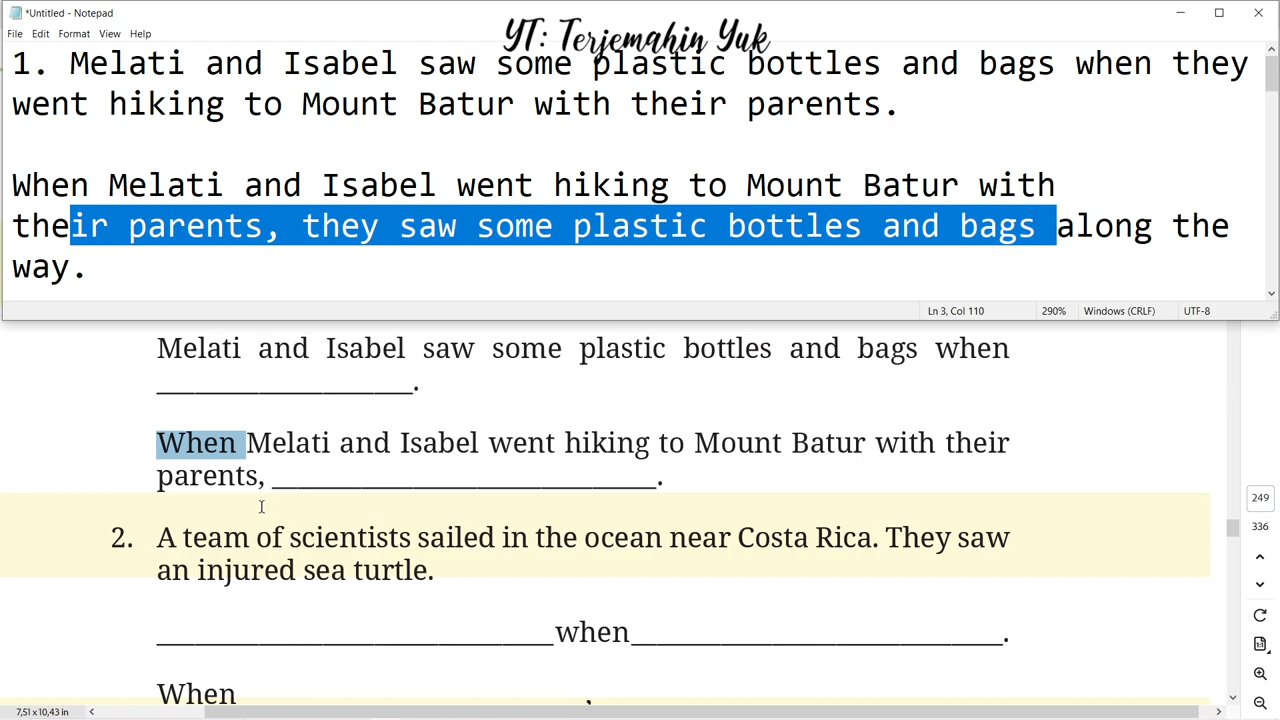 *Untitled - Notepad
File Edit Format View Help
YT: Terjemahin Yuk
1. Melati and Isabel saw some plastic bottles and bags when they
went hiking to Mount Batur with their parents.
When Melati and Isabel went hiking to Mount Batur with
their parents, they saw some plastic bottles and bags along the
way.
Ln 3, Col 110 290% Windows (CRLF) UTF-8
Melati and Isabel saw some plastic bottles and bags when
____________________.
When Melati and Isabel went hiking to Mount Batur with their
parents, ______________________________.
249
336
2. A team of scientists sailed in the ocean near Costa Rica. They saw
an injured sea turtle.
_______________________________when_____________________________.
When ,
7,51 x 10,43 in